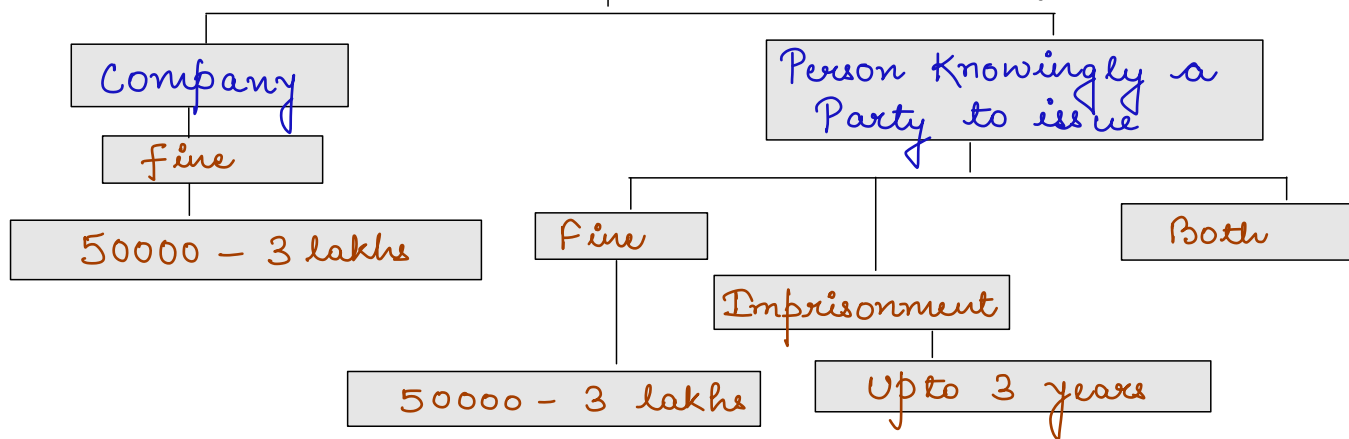 Company
Person Knowingly a
Party to issue
fine
50000 - 3 lakhs
Fine
Both
Imprisonment
50000 - 3 lakhs
Upto 3 years